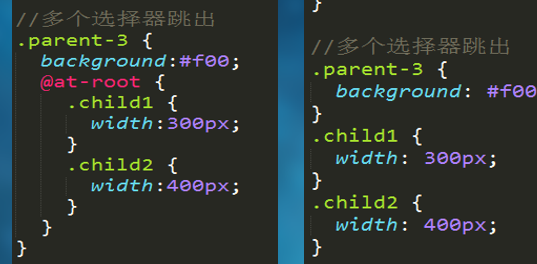 //多个选择器跳出
.parent-3 {
  background:#f00;
  @at-root {
    .child1 {
      width:300px;
    }
    .child2 {
      width:400px;
    }
  }
}
}
//多个选择器跳出
.parent-3 {
  background: #f00
}
.child1 {
  width: 300px;
}
.child2 {
  width: 400px;
}